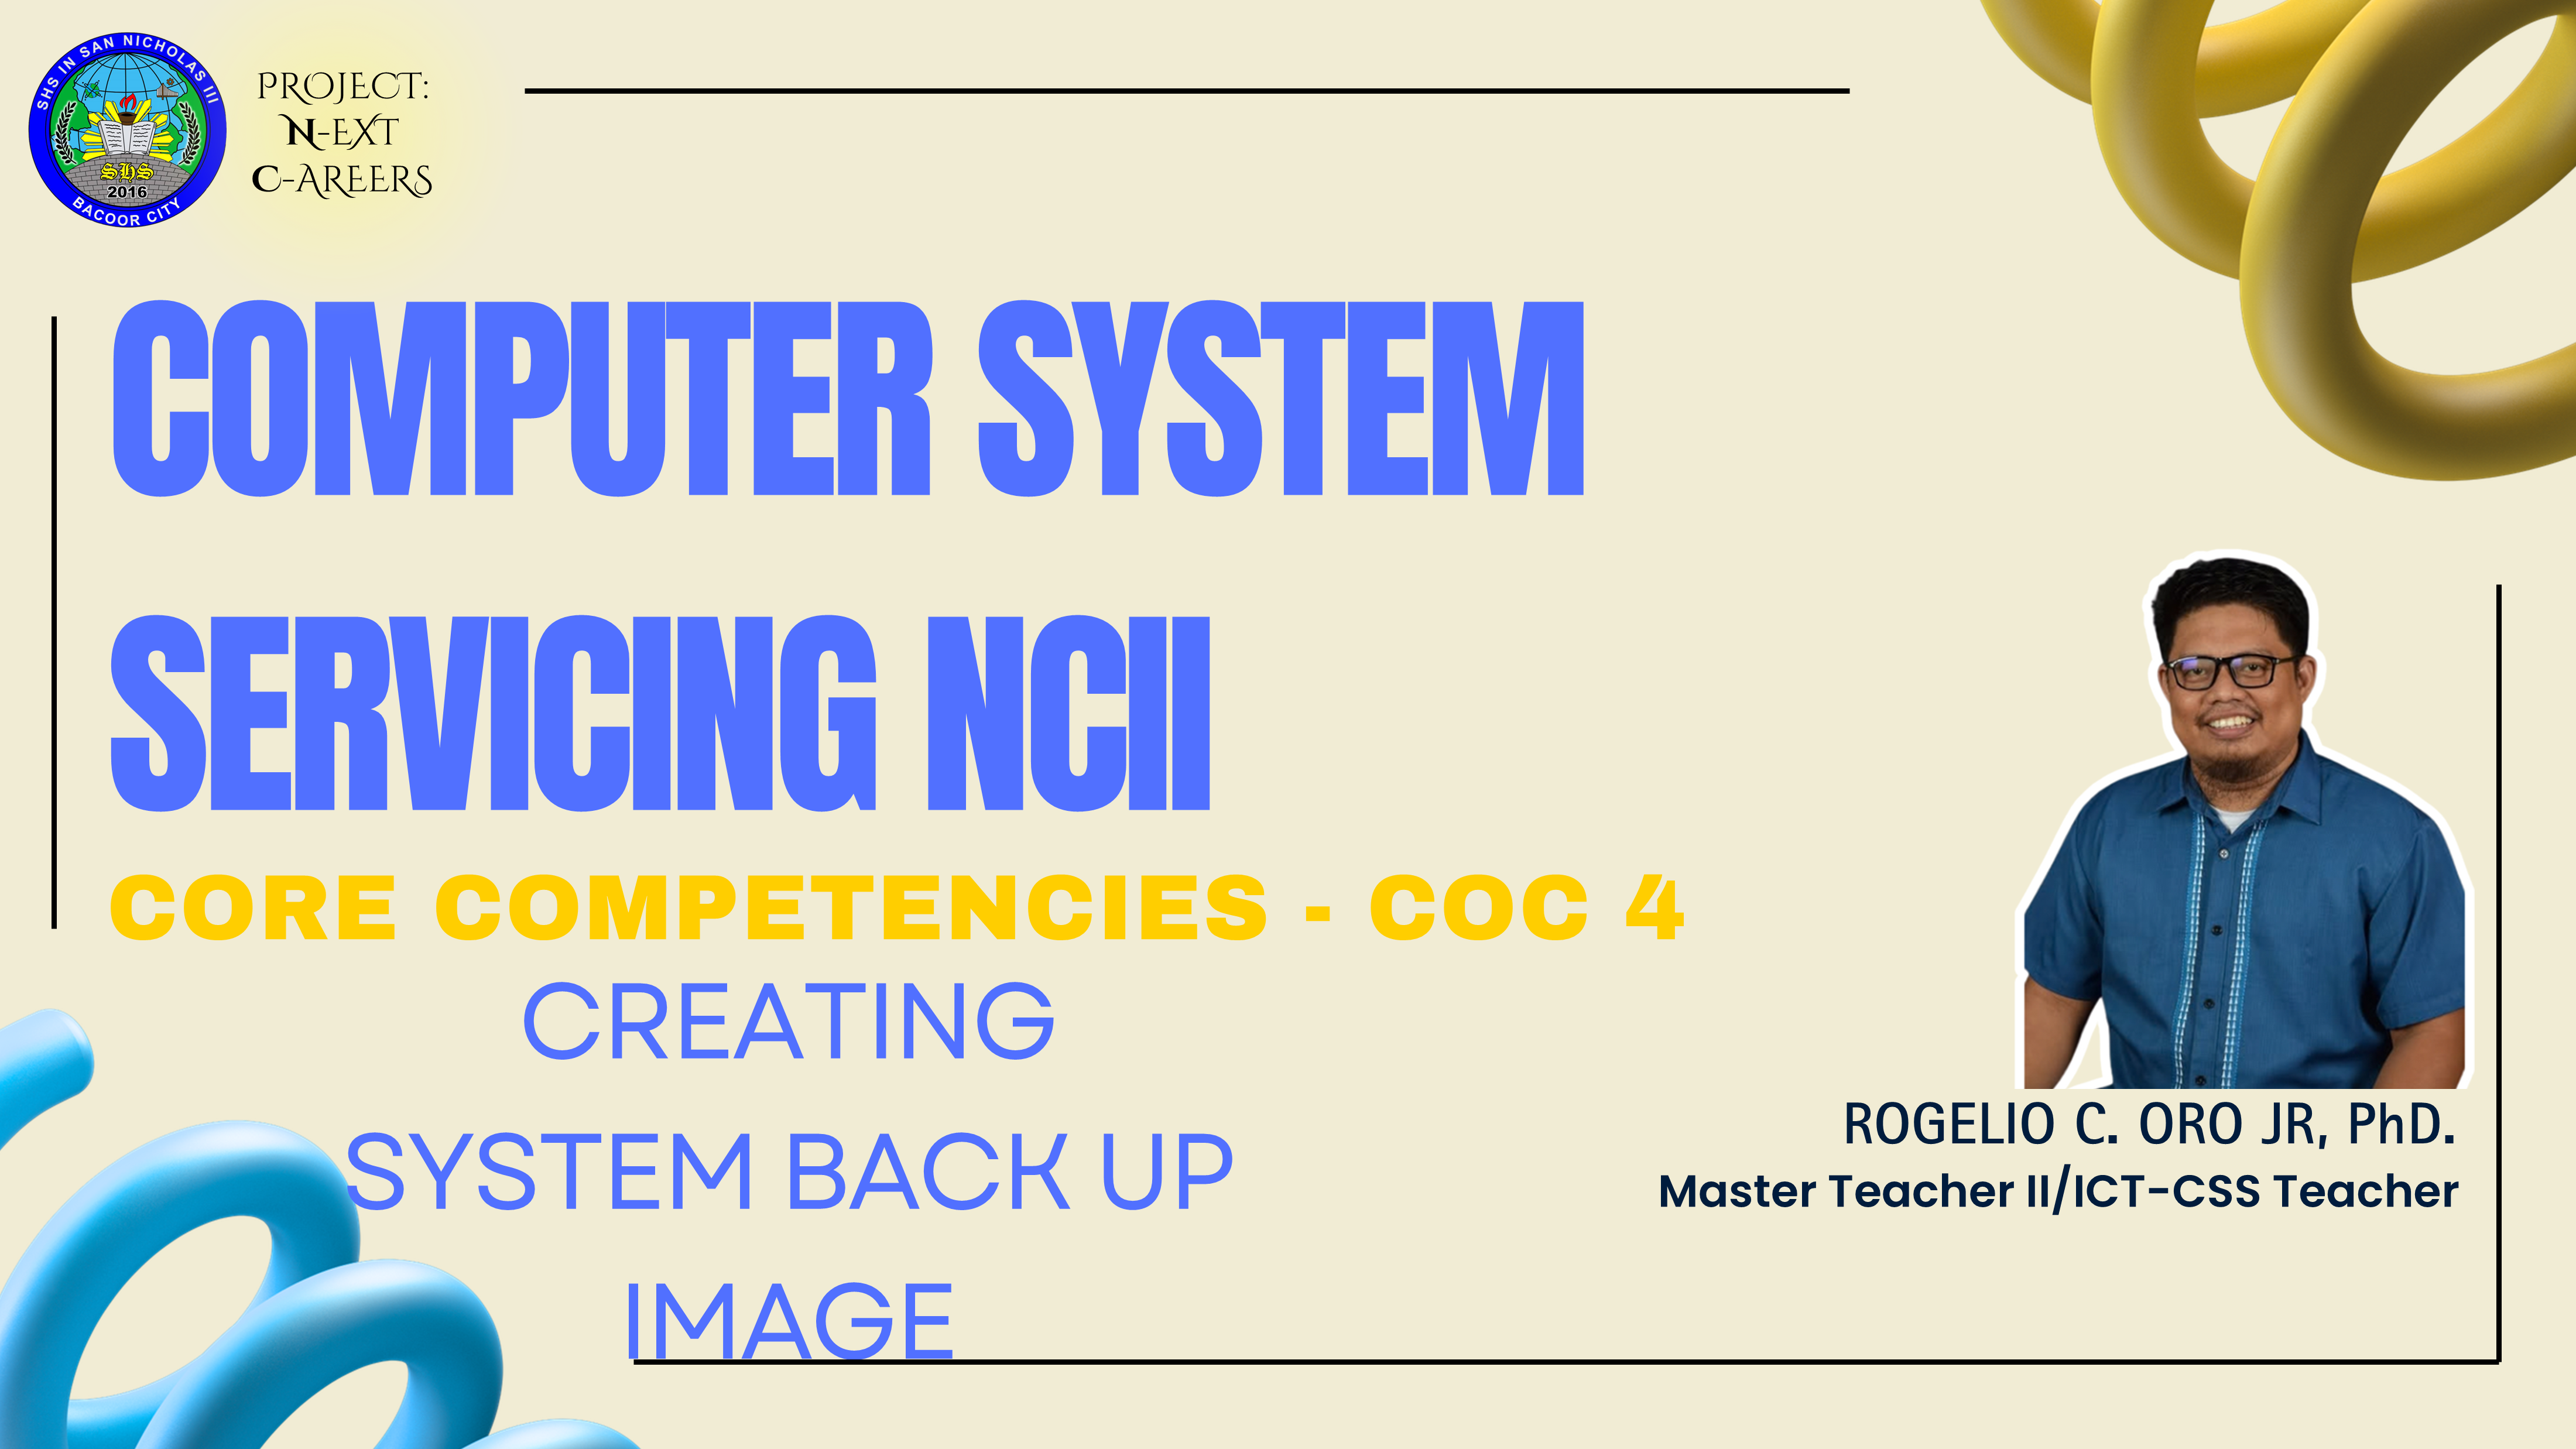 SHS IN SAN NICHOLAS III
SHS
2016
BACOOR CITY
PROJECT:
N-EXT
C-AREERS
COMPUTER SYSTEM
SERVICING NCII
CORE COMPETENCIES - COC 4
CREATING
SYSTEM BACK UP
IMAGE
ROGELIO C. ORO JR, PhD.
Master Teacher II/ICT-CSS Teacher